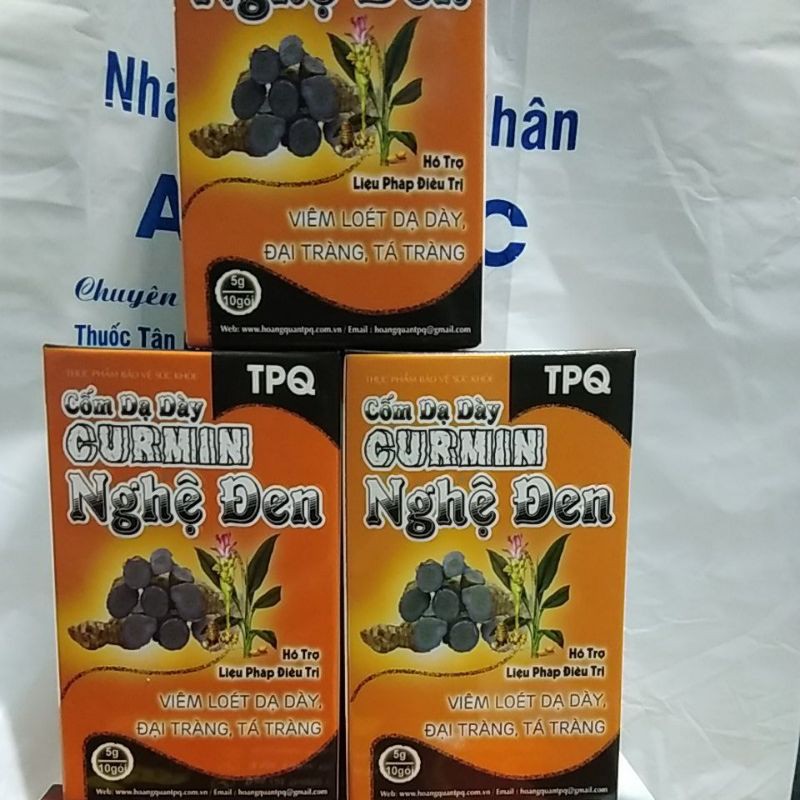 Nghệ Đen
Nhà
hân
Hỗ Trợ
Liệu Pháp Điều Trị
VIÊM LOÉT DẠ DÀY,
ĐẠI TRÀNG, TÁ TRÀNG
A
C
Chuyên
Thuốc Tân
5g
10gói
Web: www.hoangquantpq.com.vn / Email : hoangquantpq@gmail.com
THỰC PHẨM BẢO VỆ SỨC KHOẺ
TPQ
Cốm Dạ Dày
CURMIN
Nghệ Đen
Hỗ Trợ
Liệu Pháp Điều Trị
VIÊM LOÉT DẠ DÀY,
ĐẠI TRÀNG, TÁ TRÀNG
5g
10gói
Web: www.hoangquantpq.com.vn / Email : hoangquantpq@gmail.com
THỰC PHẨM BẢO VỆ SỨC KHOẺ
TPQ
Cốm Dạ Dày
CURMIN
Nghệ Đen
Hỗ Trợ
Liệu Pháp Điều Trị
VIÊM LOÉT DẠ DÀY,
ĐẠI TRÀNG, TÁ TRÀNG
5g
10gói
Web: www.hoangquantpq.com.vn / Email : hoangquantpq@gmail.com